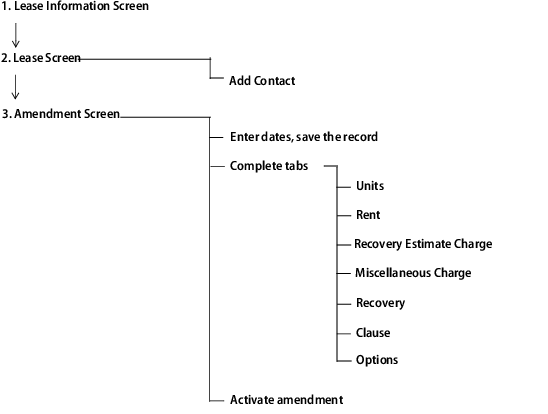 1. Lease Information Screen
2. Lease Screen
Add Contact
3. Amendment Screen
Enter dates, save the record
Complete tabs
Units
Rent
Recovery Estimate Charge
Miscellaneous Charge
Recovery
Clause
Options
Activate amendment